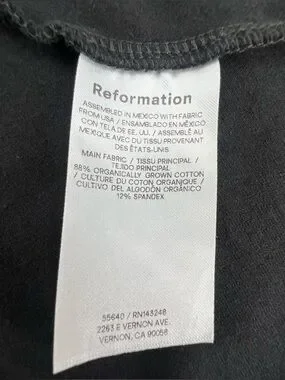 Reformation
ASSEMBLED IN MEXICO WITH FABRIC
FROM USA / ENSAMBLADO EN MÉXICO
CON TELA DE EE. UU. / ASSEMBLÉ AU
MEXIQUE AVEC DU TISSU PROVENANT
DES ÉTATS-UNIS
MAIN FABRIC / TISSU PRINCIPAL /
TEJIDO PRINCIPAL
88% ORGANICALLY GROWN COTTON
/ CULTURE DU COTON ORGANIQUE /
CULTIVO DEL ALGODÓN ORGÁNICO
12% SPANDEX
55640 / RN143248
2263 E VERNON AVE.
VERNON, CA 90058